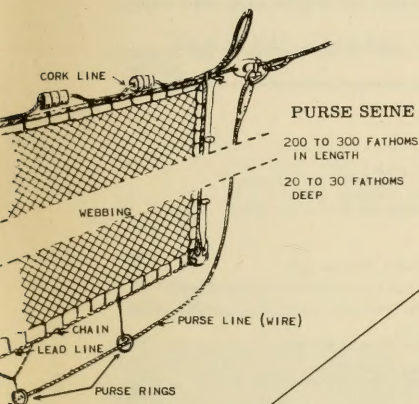 CORK LINE
PURSE SEINE
200 TO 300 FATHOMS
IN LENGTH
20 TO 30 FATHOMS
DEEP
WEBBING
PURSE LINE (WIRE)
CHAIN
LEAD LINE
PURSE RINGS